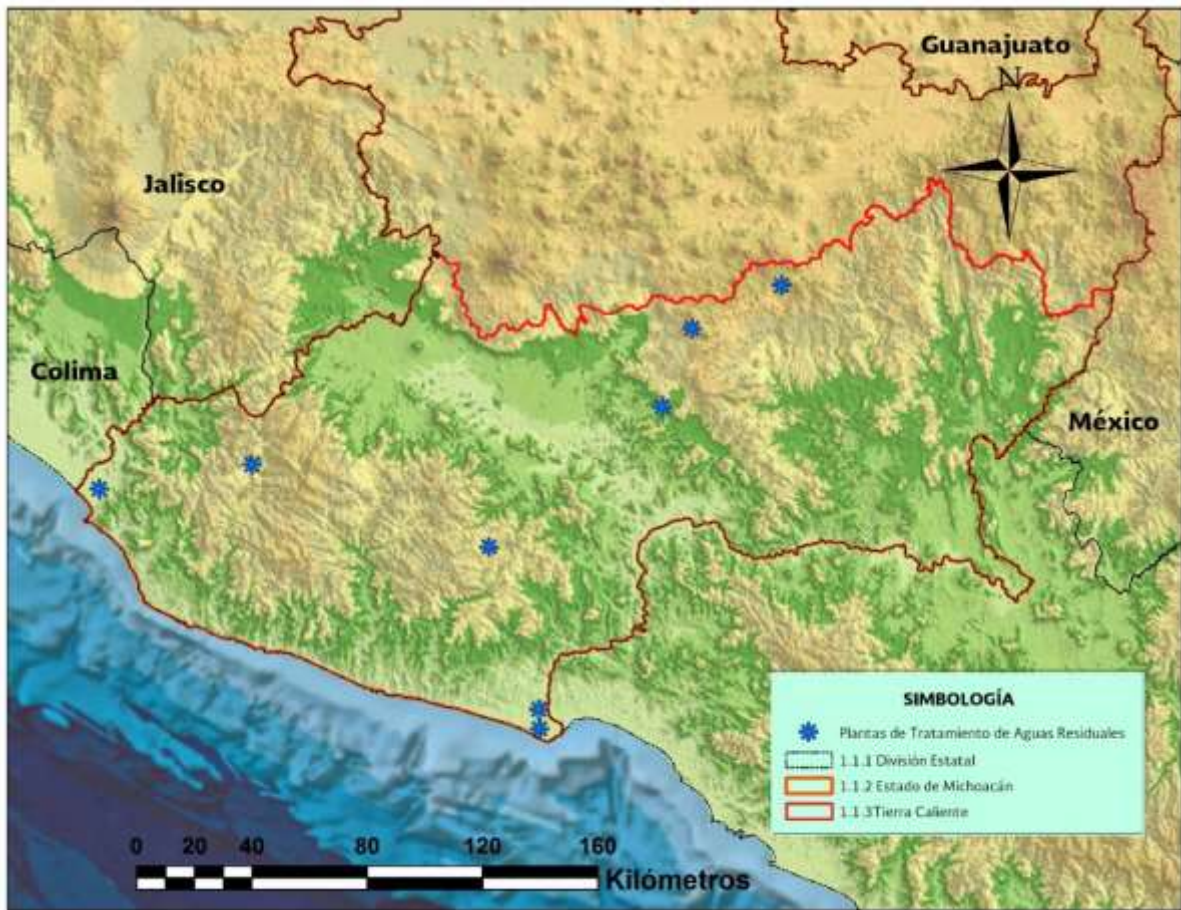 Guanajuato
N
Jalisco
Colima
México
SIMBOLOGÍA
Plantas de Tratamiento de Aguas Residuales
1.1.1 División Estatal
1.1.2 Estado de Michoacán
1.1.3Tierra Caliente
0 20 40 80 120 160
Kilómetros